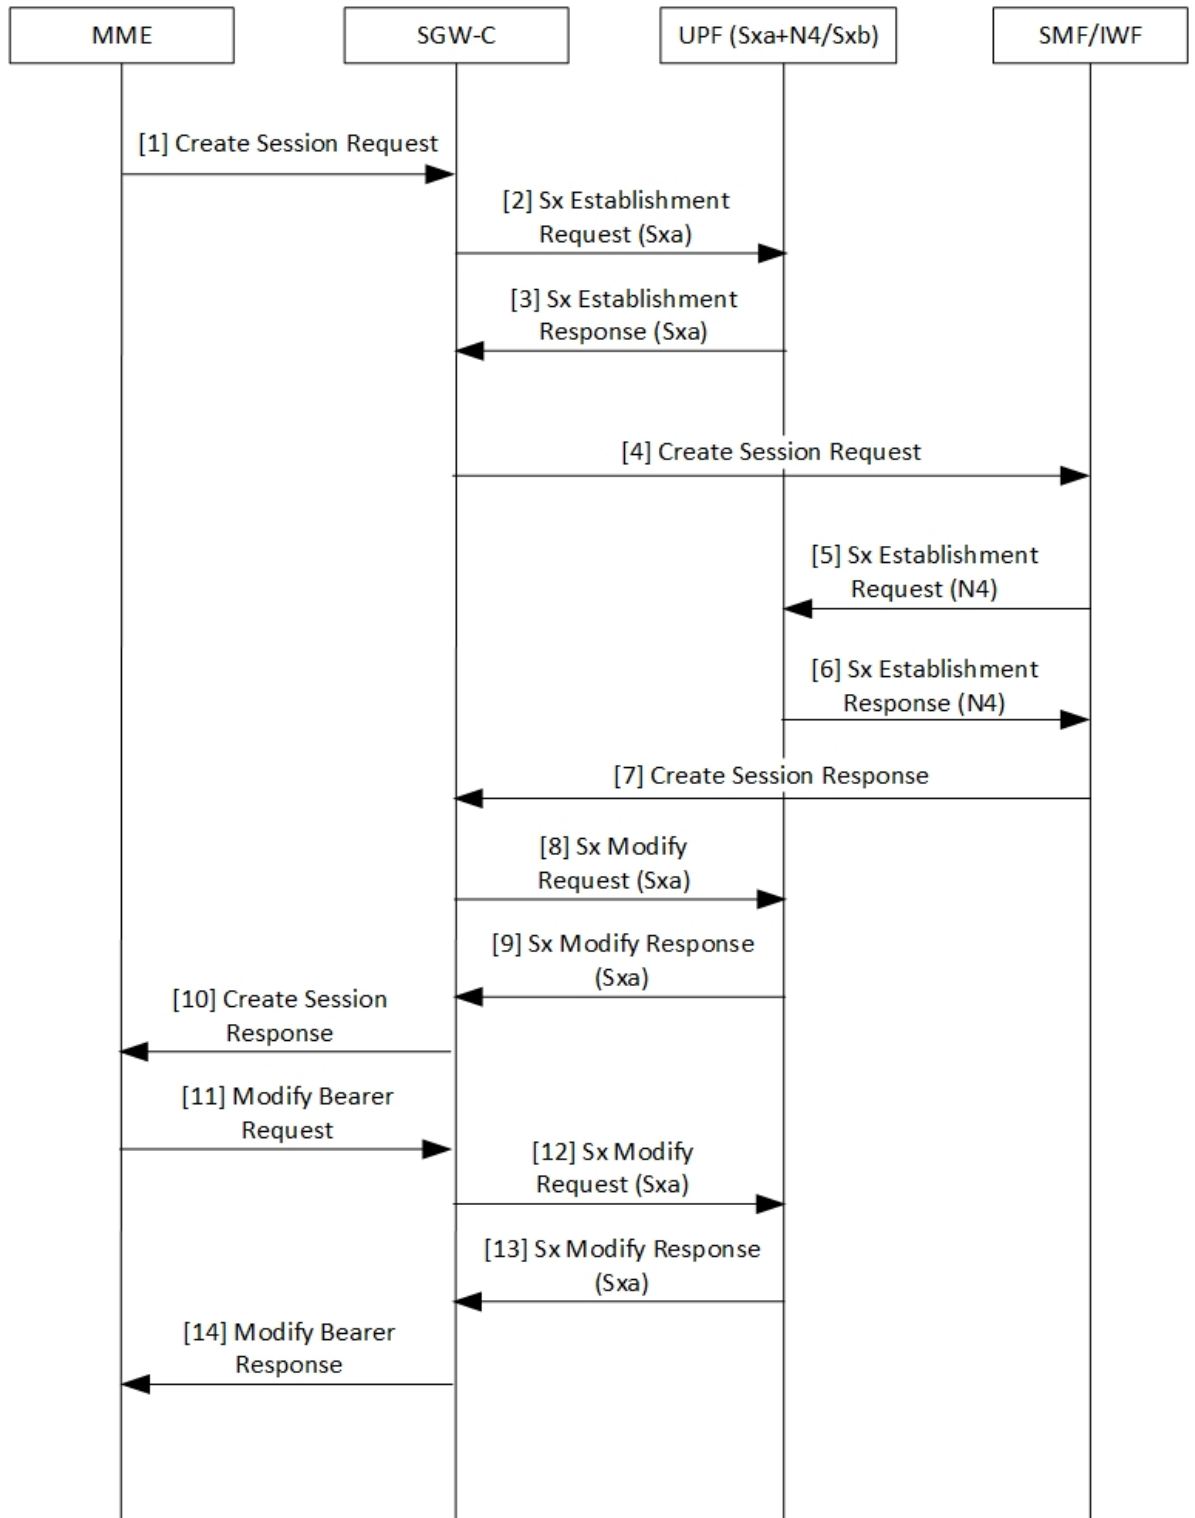 MME
SGW-C
UPF (Sxa+N4/Sxb)
SMF/IWF
[1] Create Session Request
[2] Sx Establishment
Request (Sxa)
[3] Sx Establishment
Response (Sxa)
[4] Create Session Request
[5] Sx Establishment
Request (N4)
[6] Sx Establishment
Response (N4)
[7] Create Session Response
[8] Sx Modify
Request (Sxa)
[9] Sx Modify Response
(Sxa)
[10] Create Session
Response
[11] Modify Bearer
Request
[12] Sx Modify
Request (Sxa)
[13] Sx Modify Response
(Sxa)
[14] Modify Bearer
Response